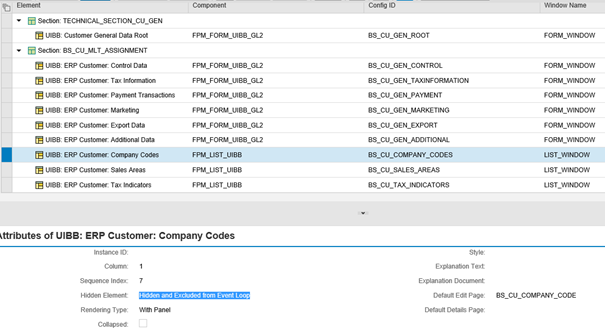 Element Component Config ID Window Name
Section: TECHNICAL_SECTION_CU_GEN
UIBB: Customer General Data Root FPM_FORM_UIBB_GL2 BS_CU_GEN_ROOT FORM_WINDOW
Section: BS_CU_MLT_ASSIGNMENT
UIBB: ERP Customer: Control Data FPM_FORM_UIBB_GL2 BS_CU_GEN_CONTROL FORM_WINDOW
UIBB: ERP Customer: Tax Information FPM_FORM_UIBB_GL2 BS_CU_GEN_TAXINFORMATION FORM_WINDOW
UIBB: ERP Customer: Payment Transactions FPM_FORM_UIBB_GL2 BS_CU_GEN_PAYMENT FORM_WINDOW
UIBB: ERP Customer: Marketing FPM_FORM_UIBB_GL2 BS_CU_GEN_MARKETING FORM_WINDOW
UIBB: ERP Customer: Export Data FPM_FORM_UIBB_GL2 BS_CU_GEN_EXPORT FORM_WINDOW
UIBB: ERP Customer: Additional Data FPM_FORM_UIBB_GL2 BS_CU_GEN_ADDITIONAL FORM_WINDOW
UIBB: ERP Customer: Company Codes FPM_LIST_UIBB BS_CU_COMPANY_CODES LIST_WINDOW
UIBB: ERP Customer: Sales Areas FPM_LIST_UIBB BS_CU_SALES_AREAS LIST_WINDOW
UIBB: ERP Customer: Tax Indicators FPM_LIST_UIBB BS_CU_TAX_INDICATORS LIST_WINDOW
Attributes of UIBB: ERP Customer: Company Codes
Instance ID: Style:
Column: 1 Explanation Text:
Sequence Index: 7 Explanation Document:
Hidden Element: Hidden and Excluded from Event Loop Default Edit Page: BS_CU_COMPANY_CODE
Rendering Type: With Panel Default Details Page:
Collapsed: